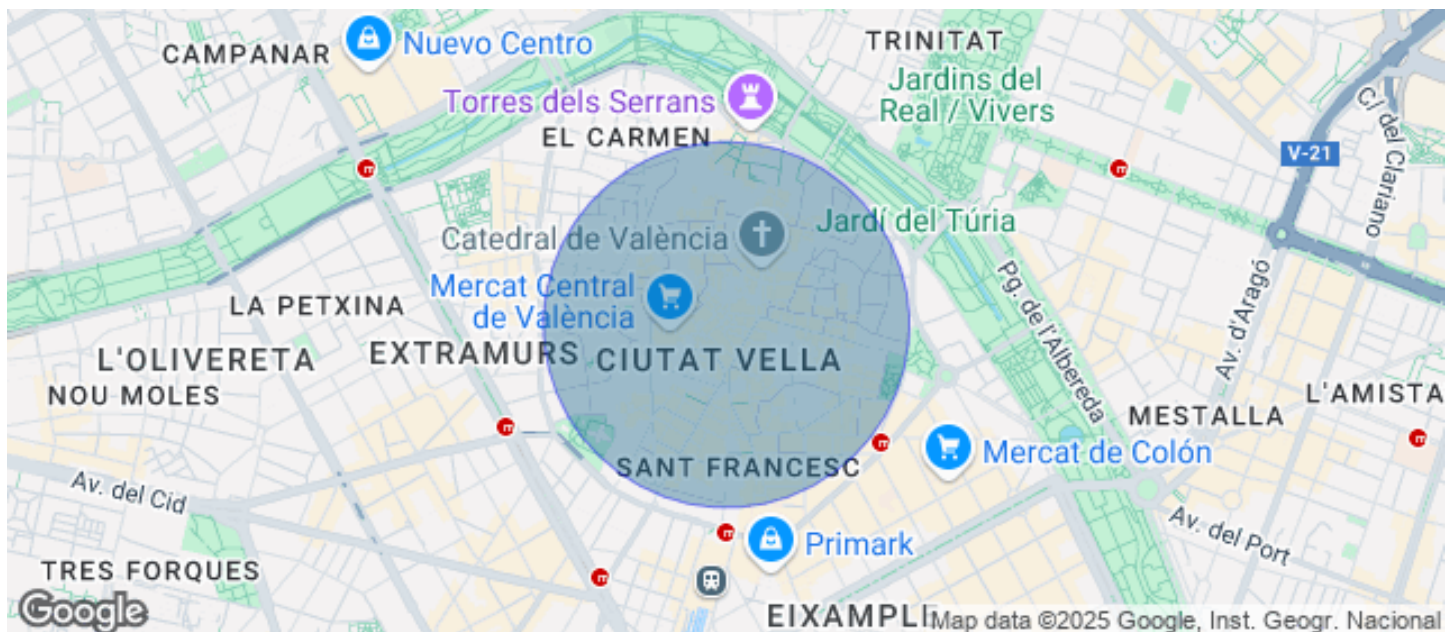 CAMPANAR
Nuevo Centro
TRINITAT
Jardins del
Real / Vivers
Torres dels Serrans
EL CARMEN
C/ del Clariano
V-21
Catedral de València
Jardí del Túria
Mercat Central
de València
LA PETXINA
Pg. de l'Albereda
Av. d'Aragó
L'OLIVERETA
EXTRAMURS
CIUTAT VELLA
NOU MOLES
L'AMISTA
MESTALLA
SANT FRANCESC
Mercat de Colón
Av. del Cid
Av. del Port
Primark
TRES FORQUES
Google
EIXAMPL
Map data ©2025 Google, Inst. Geogr. Nacional